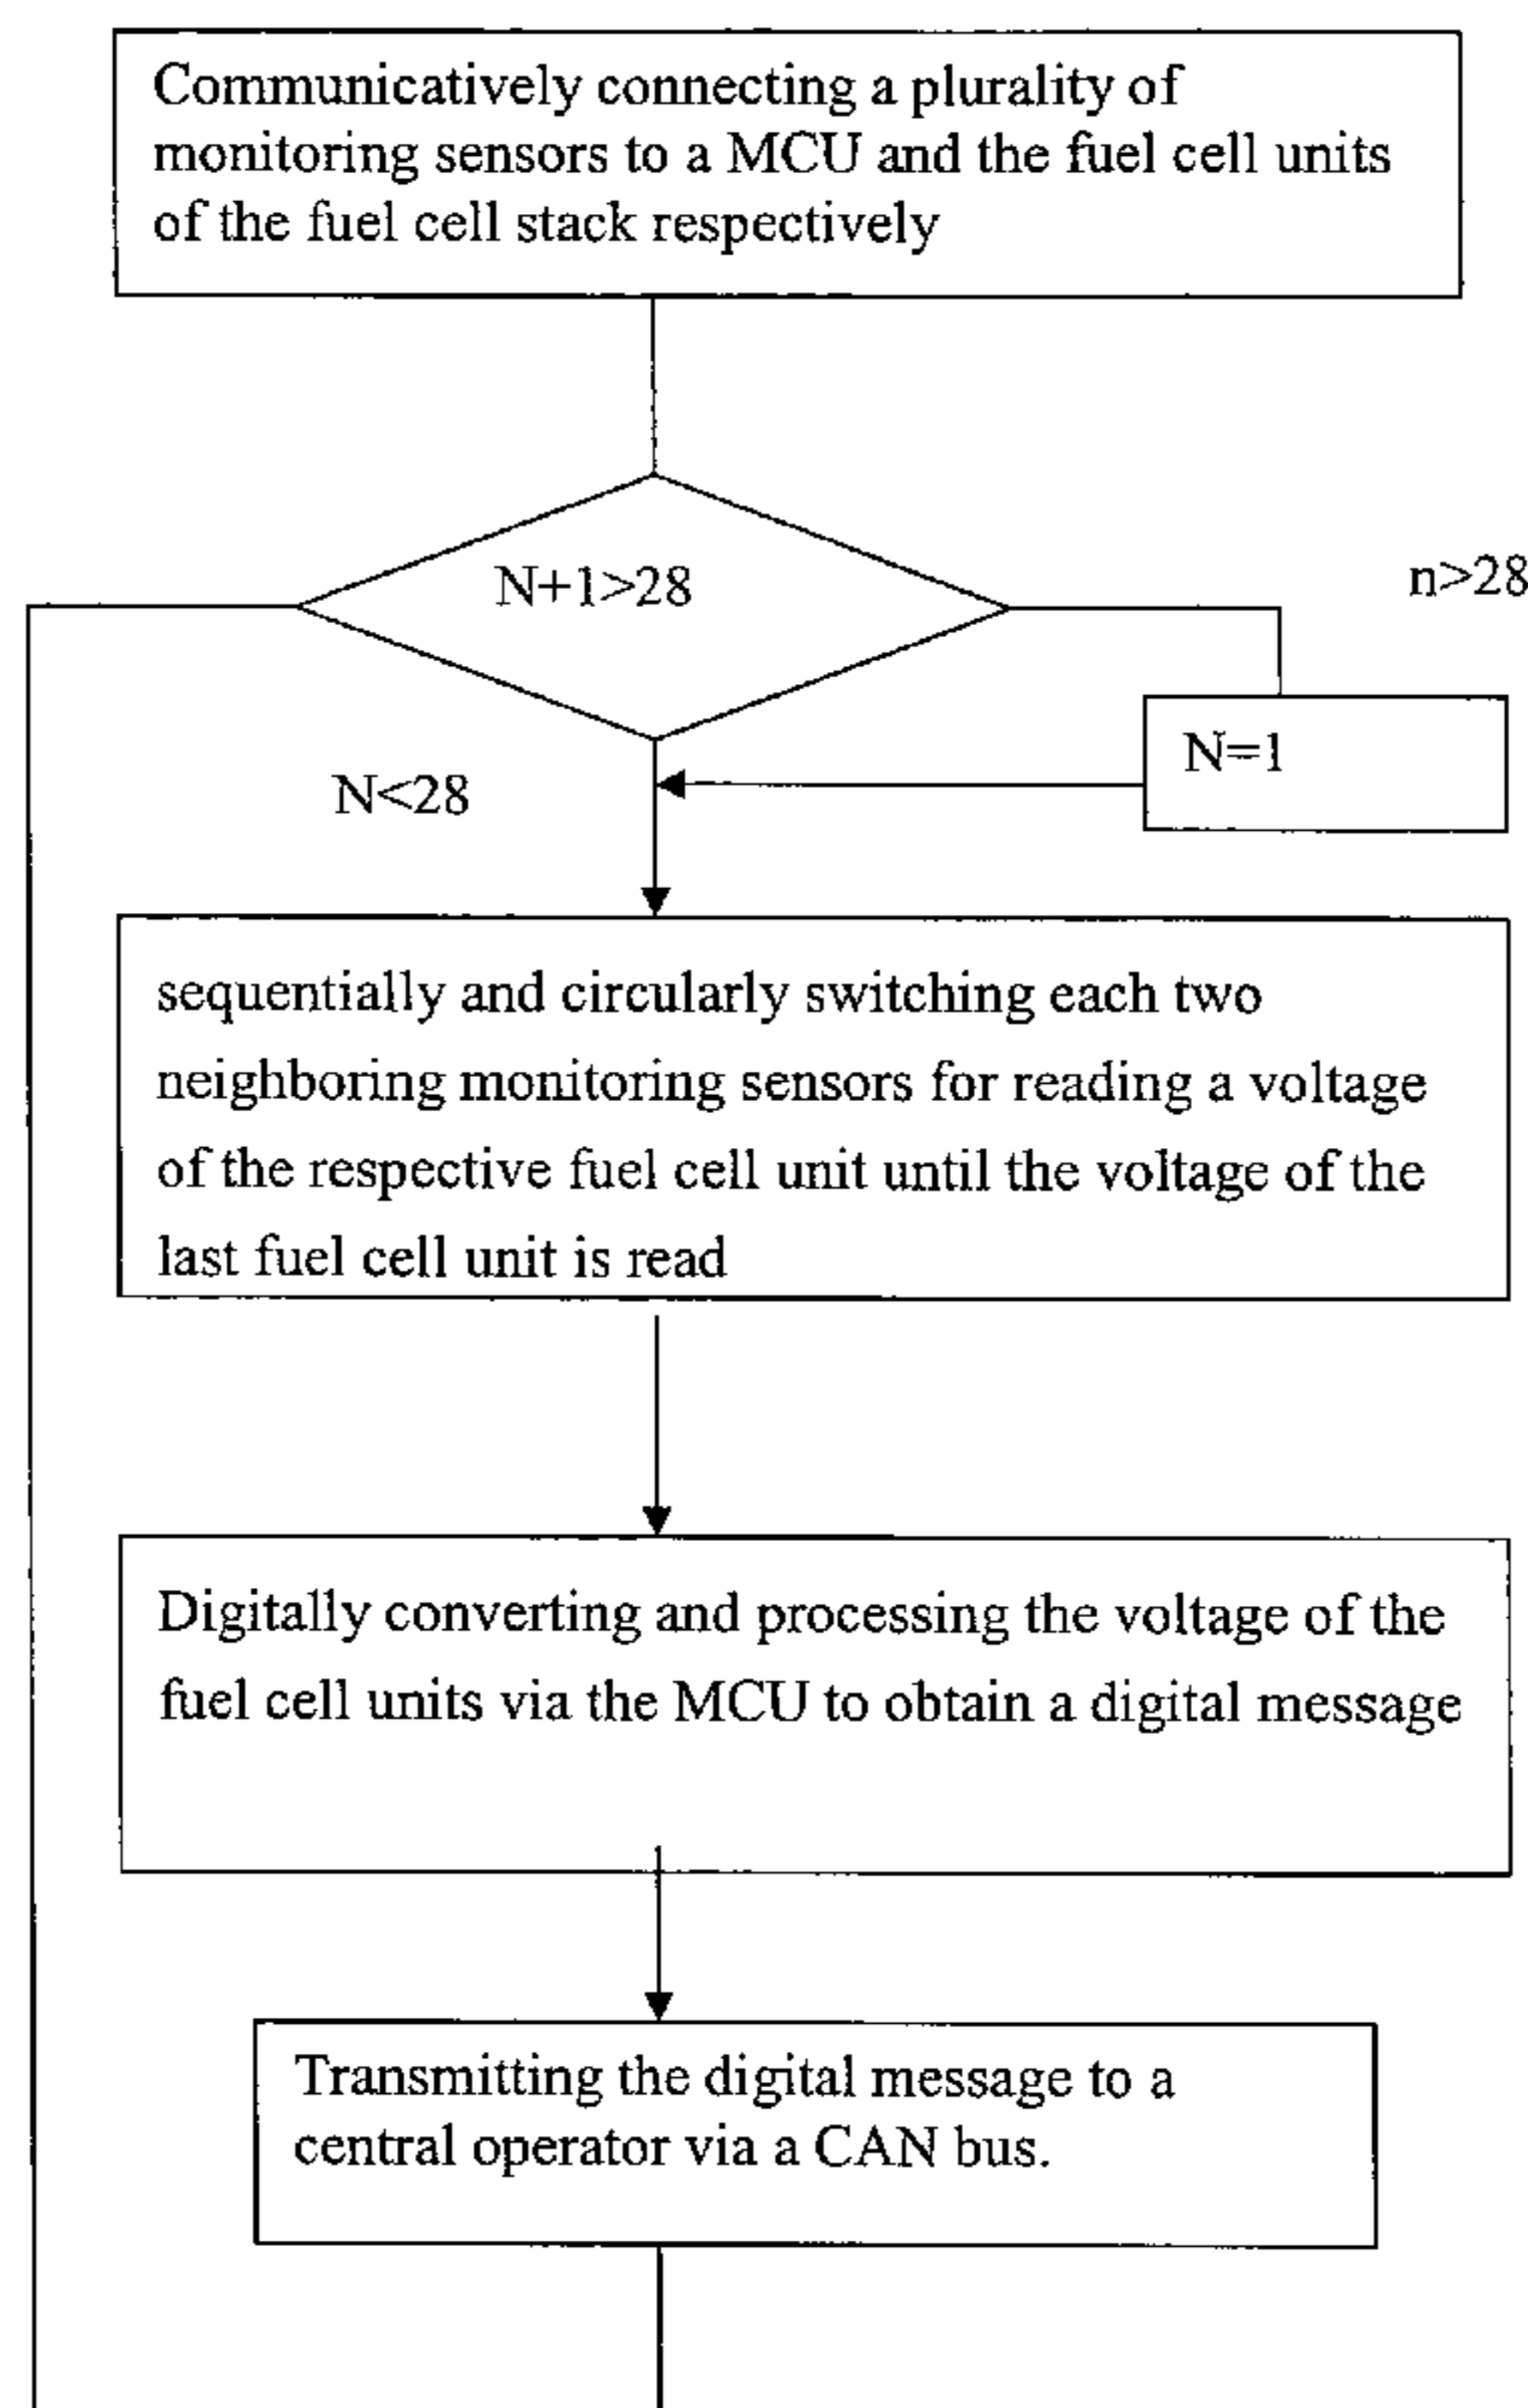 Communicatively connecting a plurality of
monitoring sensors to a MCU and the fuel cell units
of the fuel cell stack respectively
N+1>28
n>28
N=1
N<28
sequentially and circularly switching each two
neighboring monitoring sensors for reading a voltage
of the respective fuel cell unit until the voltage of the
last fuel cell unit is read
Digitally converting and processing the voltage of the
fuel cell units via the MCU to obtain a digital message
Transmitting the digital message to a
central operator via a CAN bus.